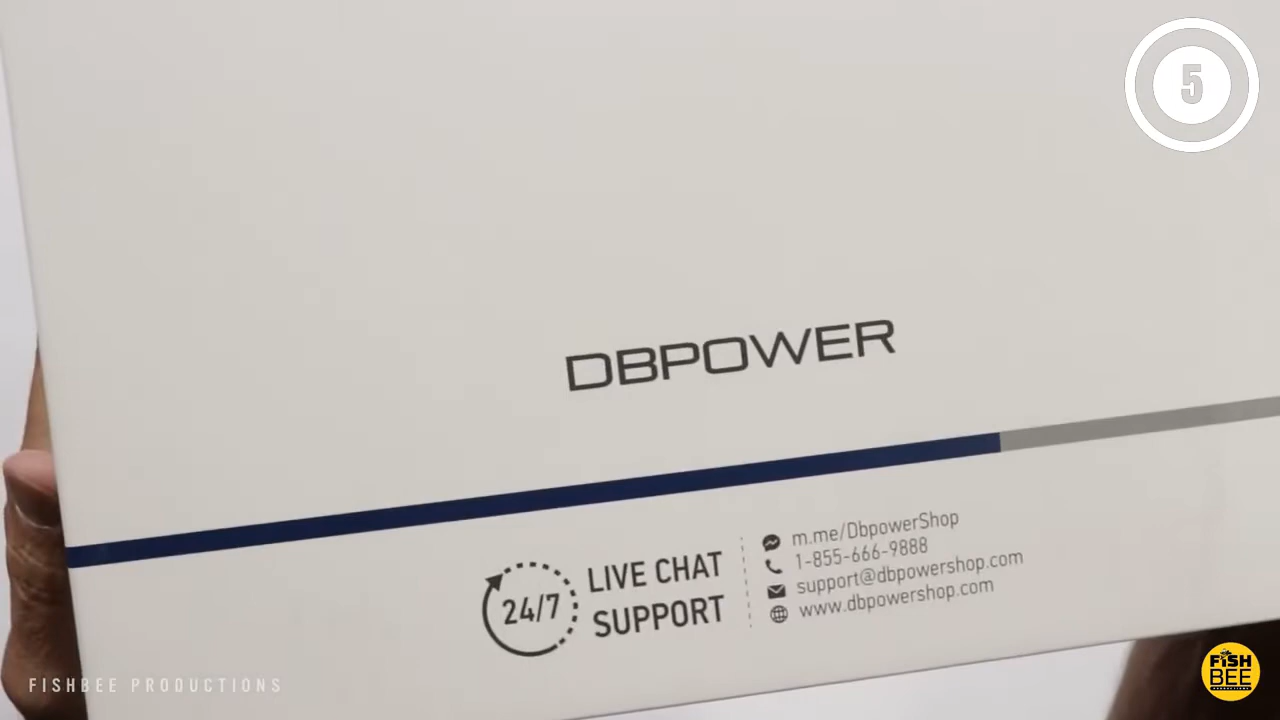 5
DBPOWER
24/7
LIVE CHAT
SUPPORT
m.me/DbpowerShop
1-855-666-9888
support@dbpowershop.com
www.dbpowershop.com
FISHBEE PRODUCTIONS
FISH
BEE